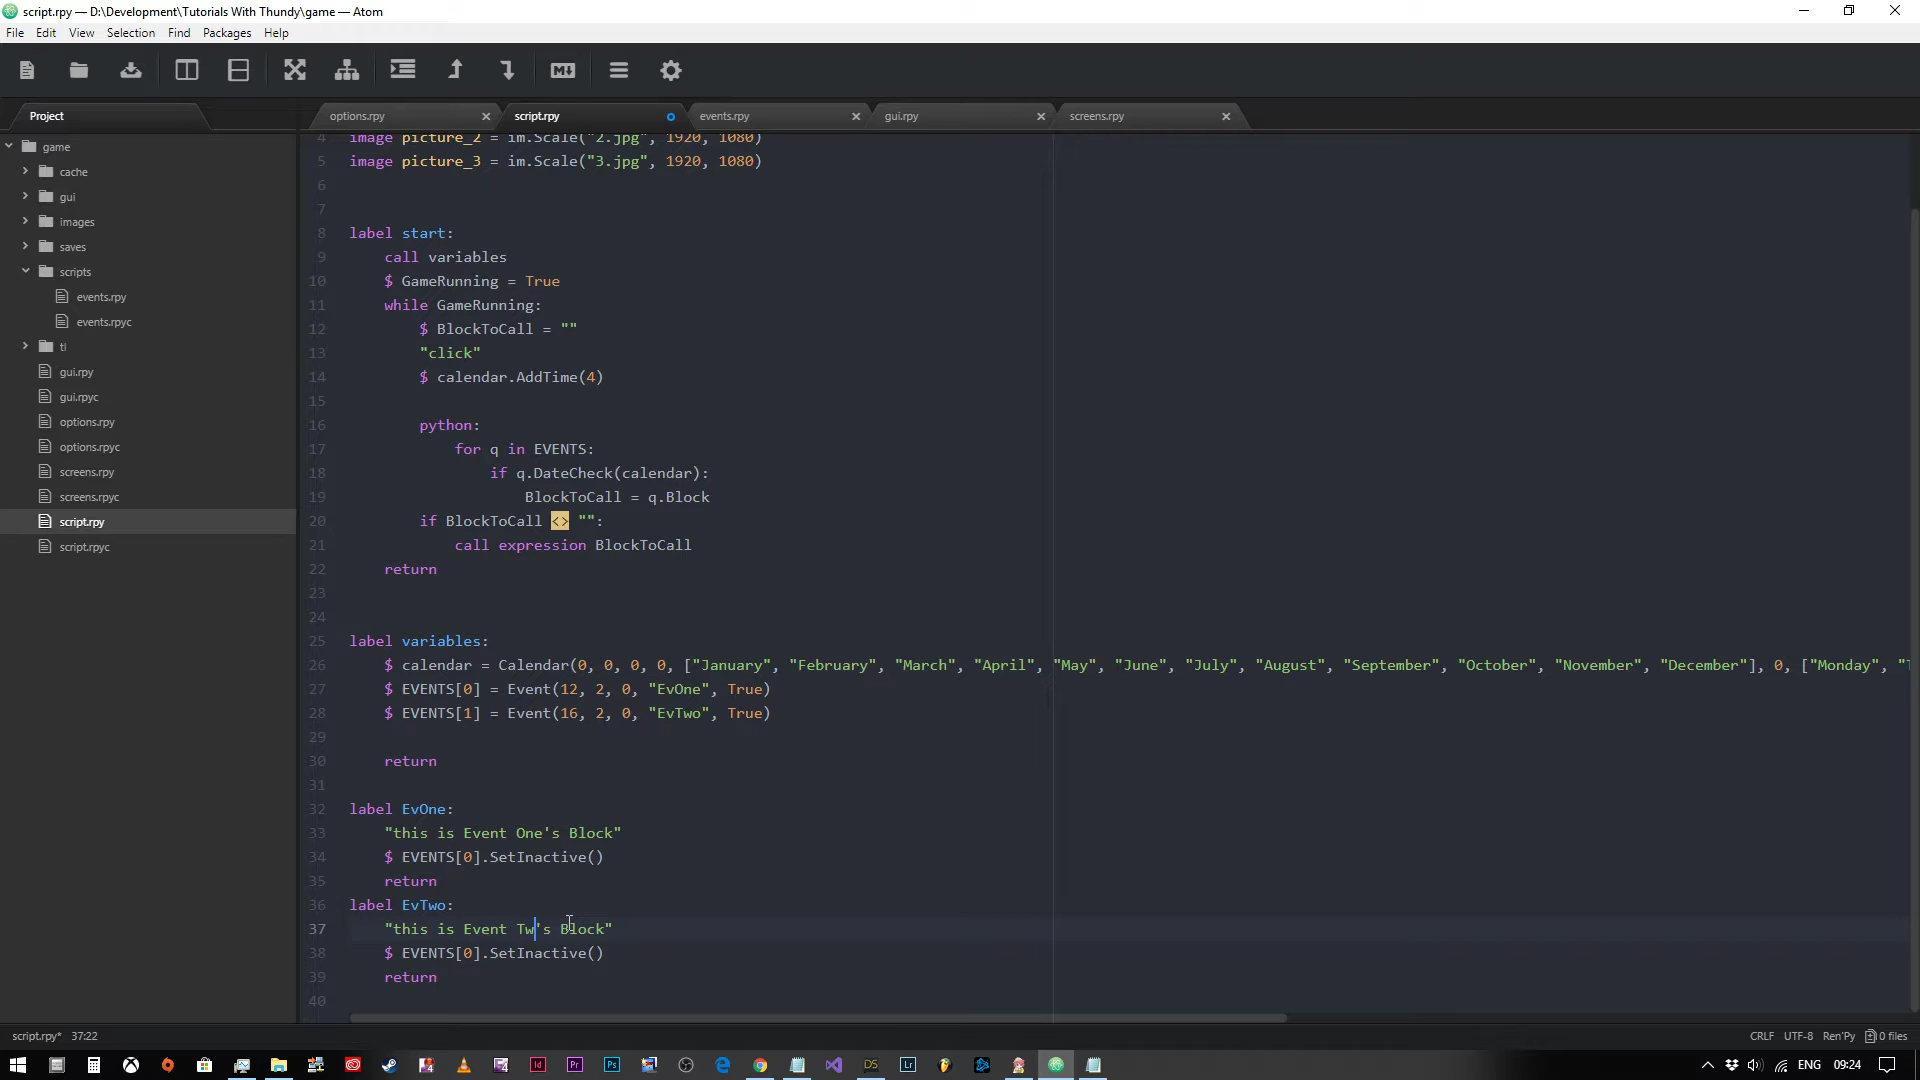 script.rpy — D:\Development\Tutorials With Thundy\game — Atom
File Edit View Selection Find Packages Help
Project
options.rpy
script.rpy
events.rpy
gui.rpy
screens.rpy
game
cache
gui
images
saves
scripts
events.rpy
events.rpyc
tl
gui.rpy
gui.rpyc
options.rpy
options.rpyc
screens.rpy
screens.rpyc
script.rpy
script.rpyc
4 image picture_2 = im.Scale("2.jpg", 1920, 1080)
5 image picture_3 = im.Scale("3.jpg", 1920, 1080)
6
7
8 label start:
9 call variables
10 $ GameRunning = True
11 while GameRunning:
12 $ BlockToCall = ""
13 "click"
14 $ calendar.AddTime(4)
15
16 python:
17 for q in EVENTS:
18 if q.DateCheck(calendar):
19 BlockToCall = q.Block
20 if BlockToCall <> "":
21 call expression BlockToCall
22 return
23
24
25 label variables:
26 $ calendar = Calendar(0, 0, 0, 0, ["January", "February", "March", "April", "May", "June", "July", "August", "September", "October", "November", "December"], 0, ["Monday", "T
27 $ EVENTS[0] = Event(12, 2, 0, "EvOne", True)
28 $ EVENTS[1] = Event(16, 2, 0, "EvTwo", True)
29
30 return
31
32 label EvOne:
33 "this is Event One's Block"
34 $ EVENTS[0].SetInactive()
35 return
36 label EvTwo:
37 "this is Event Tw's Block"
38 $ EVENTS[0].SetInactive()
39 return
40
script.rpy* 37:22
CRLF UTF-8 Ren'Py 0 files
ENG 09:24